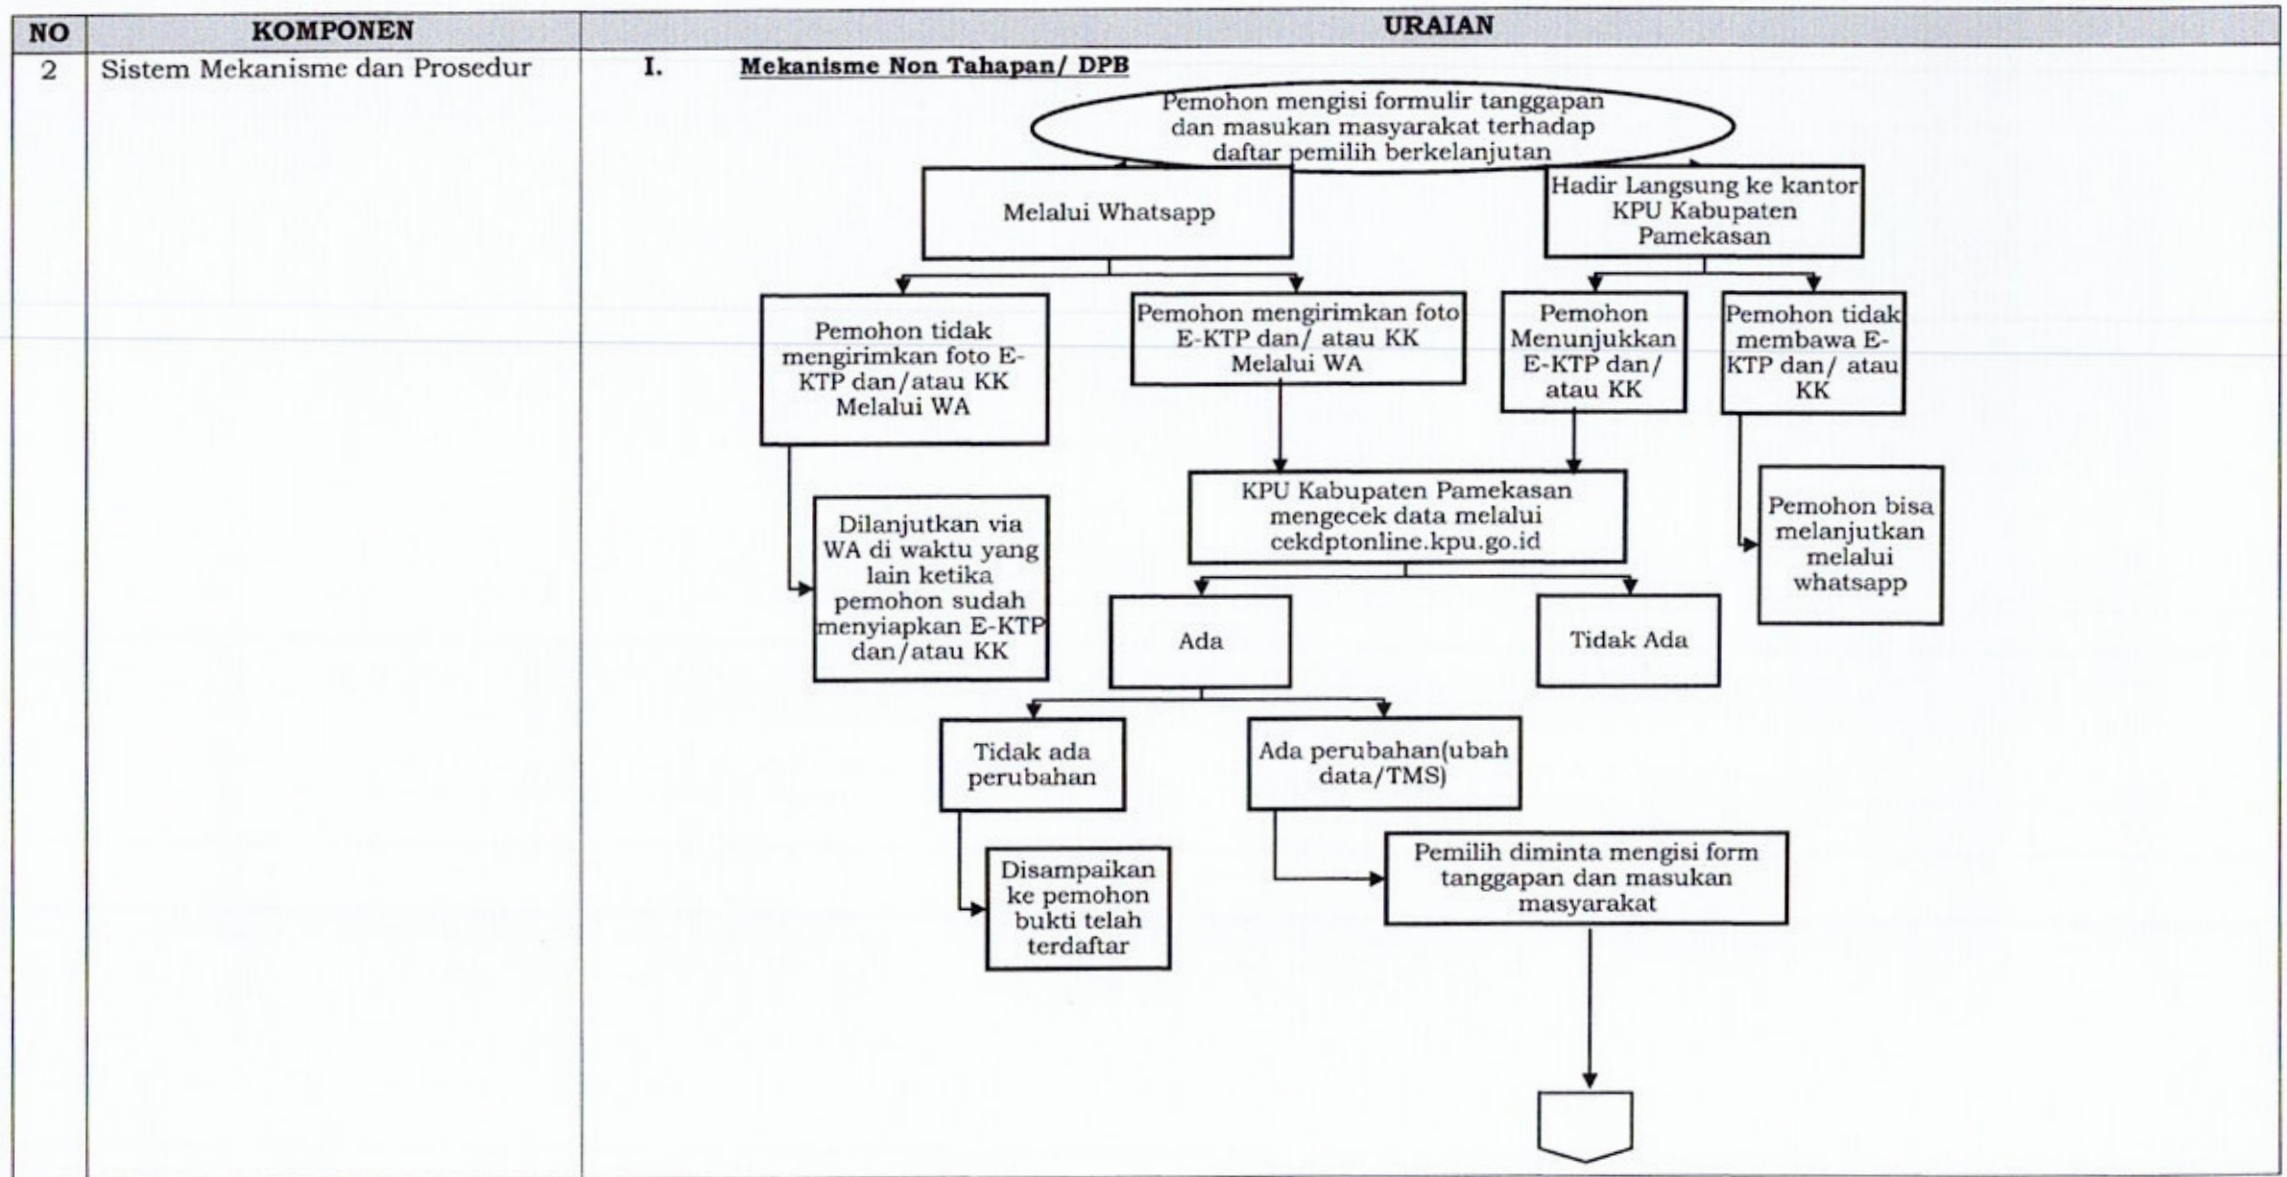 NO KOMPONEN URAIAN
2 Sistem Mekanisme dan Prosedur I. Mekanisme Non Tahapan/ DPB
Pemohon mengisi formulir tanggapan
dan masukan masyarakat terhadap
daftar pemilih berkelanjutan
Melalui Whatsapp
Hadir Langsung ke kantor
KPU Kabupaten
Pamekasan
Pemohon tidak
mengirimkan foto E-
KTP dan/atau KK
Melalui WA
Pemohon mengirimkan foto
E-KTP dan/ atau KK
Melalui WA
Pemohon
Menunjukkan
E-KTP dan/
atau KK
Pemohon tidak
membawa E-
KTP dan/ atau
KK
Dilanjutkan via
WA di waktu yang
lain ketika
pemohon sudah
menyiapkan E-KTP
dan/atau KK
KPU Kabupaten Pamekasan
mengecek data melalui
cekdptonline.kpu.go.id
Pemohon bisa
melanjutkan
melalui
whatsapp
Ada
Tidak Ada
Tidak ada
perubahan
Ada perubahan(ubah
data/TMS)
Disampaikan
ke pemohon
bukti telah
terdaftar
Pemilih diminta mengisi form
tanggapan dan masukan
masyarakat